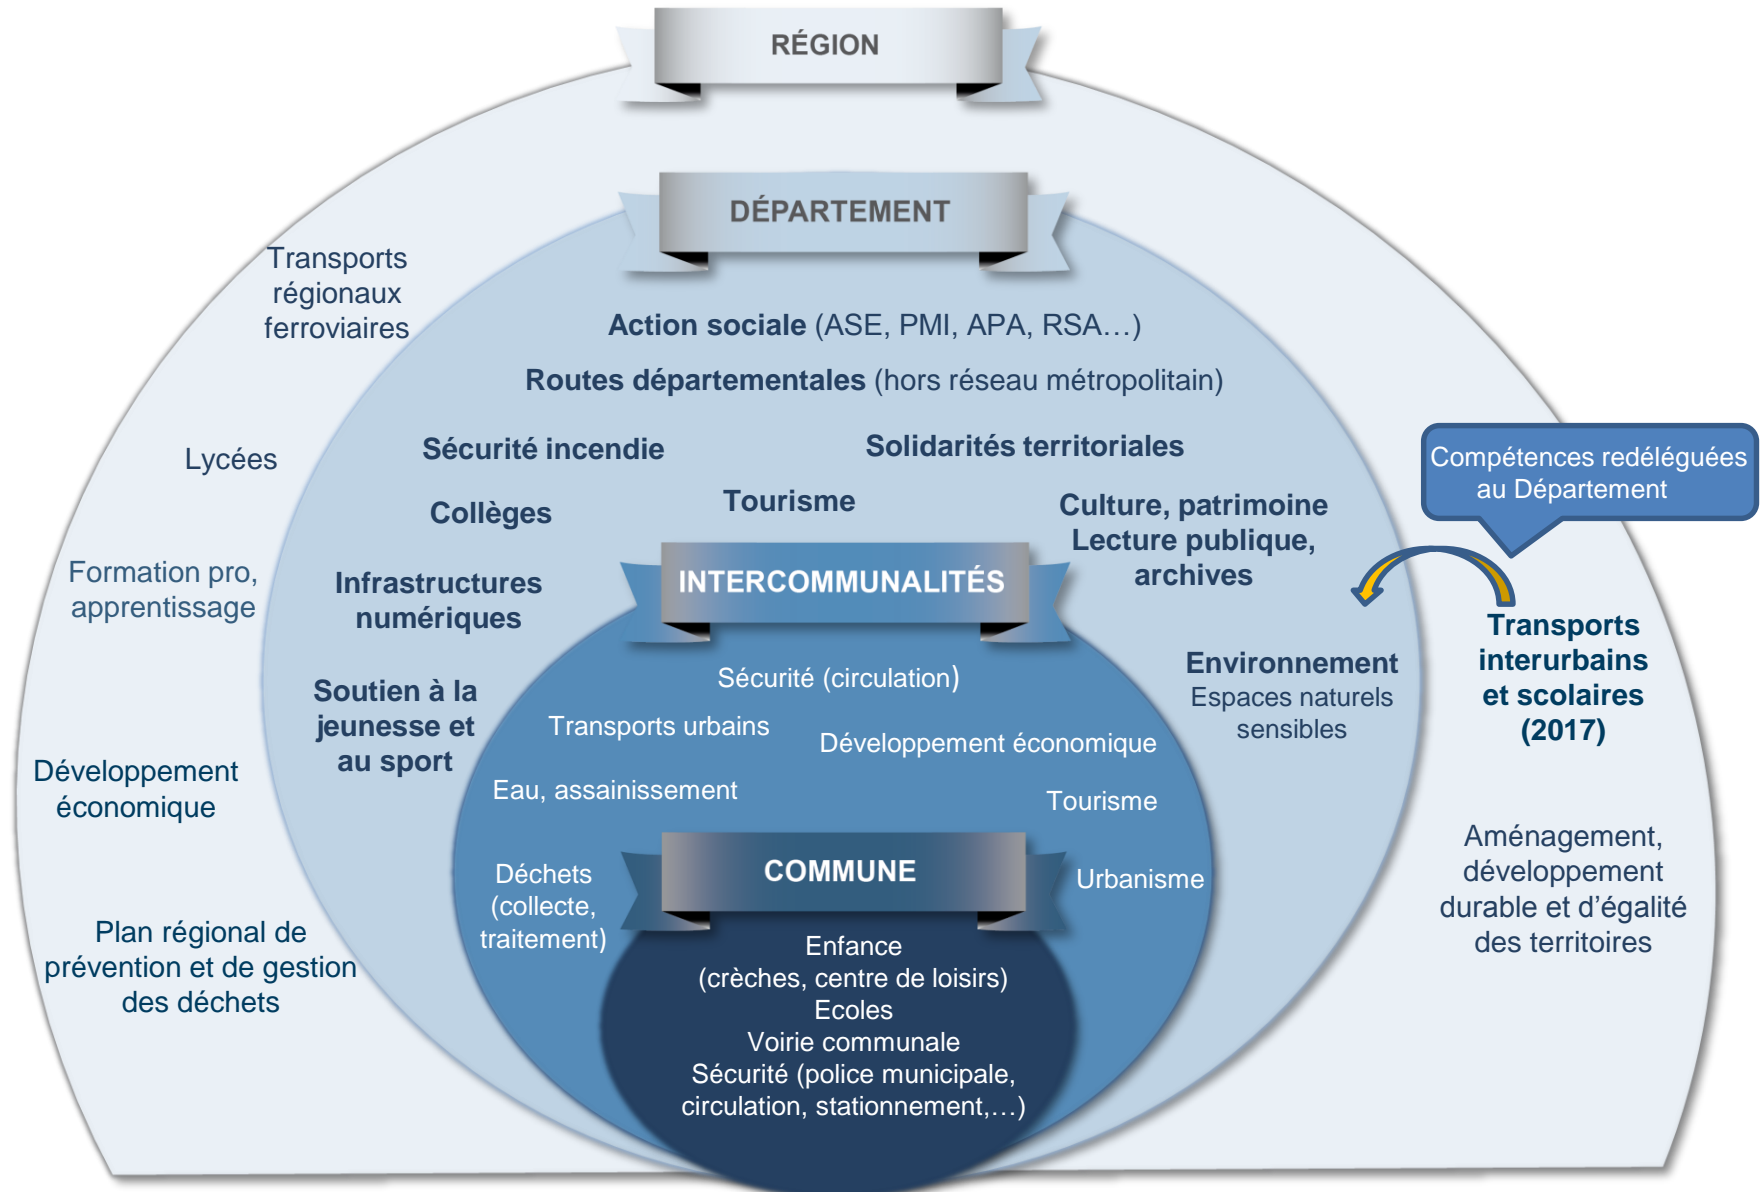 RÉGION
DÉPARTEMENT
Transports
régionaux
ferroviaires
Action sociale (ASE, PMI, APA, RSA…)
Routes départementales (hors réseau métropolitain)
Sécurité incendie
Solidarités territoriales
Lycées
Compétences redéléguées
au Département
Collèges
Tourisme
Culture, patrimoine
Lecture publique,
archives
Formation pro,
apprentissage
Infrastructures
numériques
INTERCOMMUNALITÉS
Transports
interurbains
et scolaires
(2017)
Environnement
Espaces naturels
sensibles
Soutien à la
jeunesse et
au sport
Sécurité (circulation)
Transports urbains
Développement économique
Développement
économique
Eau, assainissement
Tourisme
COMMUNE
Déchets
(collecte,
traitement)
Urbanisme
Aménagement,
développement
durable et d'égalité
des territoires
Plan régional de
prévention et de gestion
des déchets
Enfance
(crèches, centre de loisirs)
Ecoles
Voirie communale
Sécurité (police municipale,
circulation, stationnement,…)